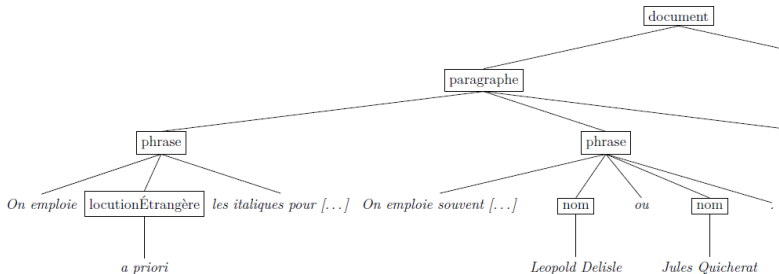 document
paragraphe
phrase phrase
On emploie locutionÉtrangère les italiques pour [...] On emploie souvent [...] nom ou nom .
a priori Leopold Delisle Jules Quicherat